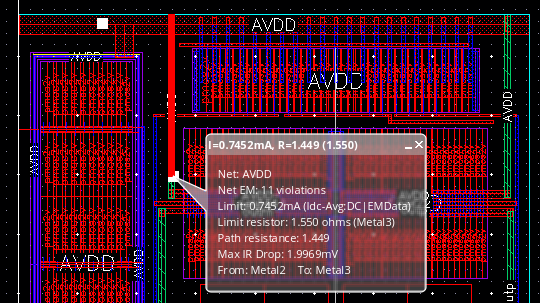 AVDD
AVDD
AVDD
AVDD
AVDD
I=0.7452mA, R=1.449 (1.550)
Net: AVDD
Net EM: 11 violations
Limit: 0.7452mA (Idc-Avg:DC|EMData)
Limit resistor: 1.550 ohms (Metal3)
Path resistance: 1.449
Max IR Drop: 1.9969mV
From: Metal2 To: Metal3
AVDD
AVDD
AVDD
utp